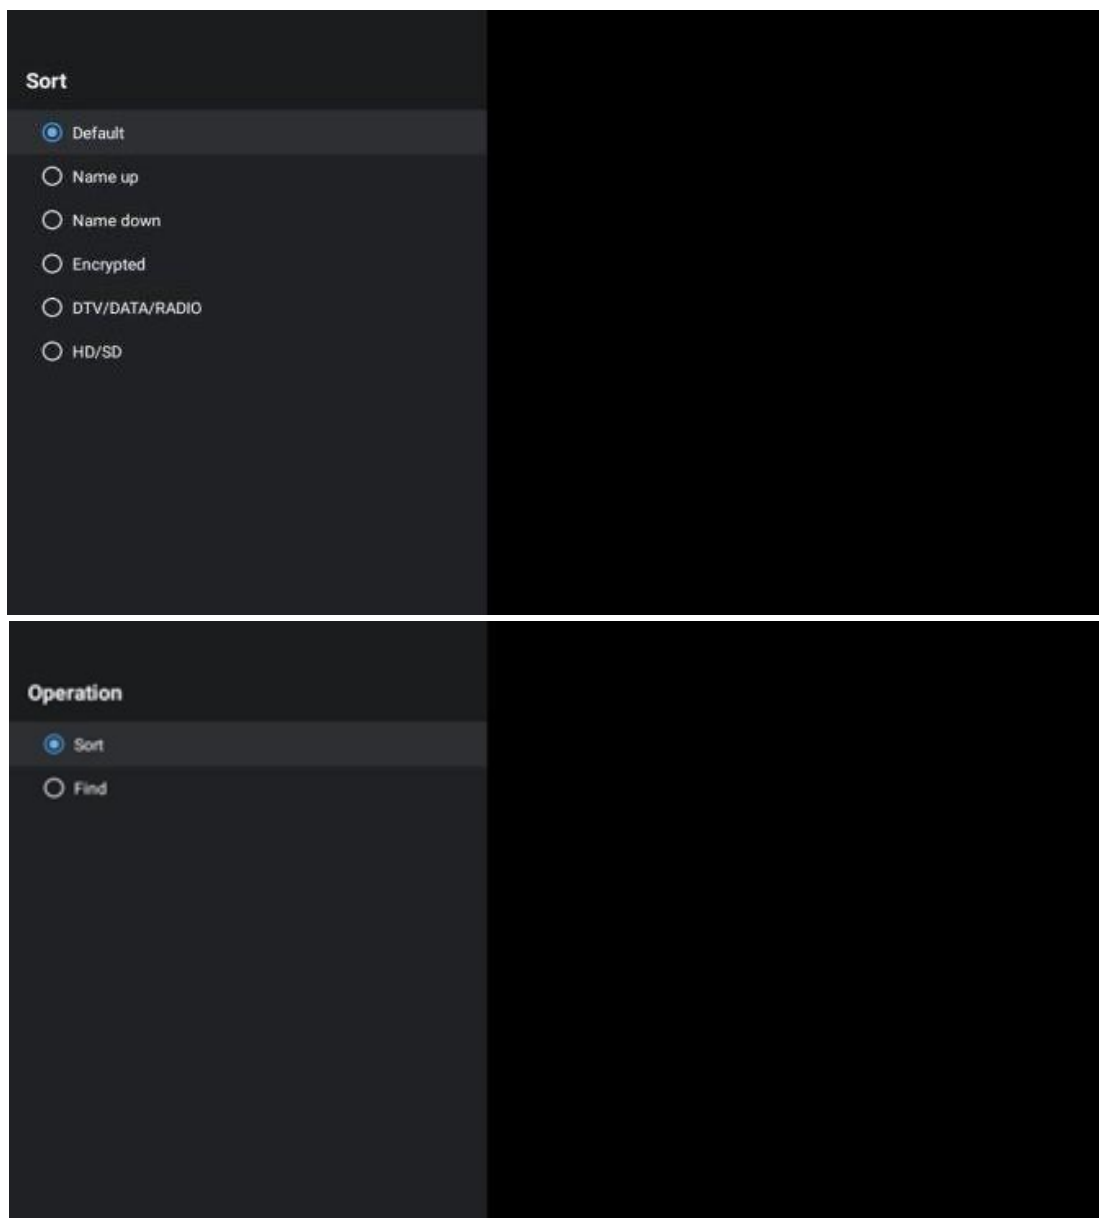 Sort
Default
Name up
Name down
Encrypted
DTV/DATA/RADIO
HD/SD
Operation
Sort
Find